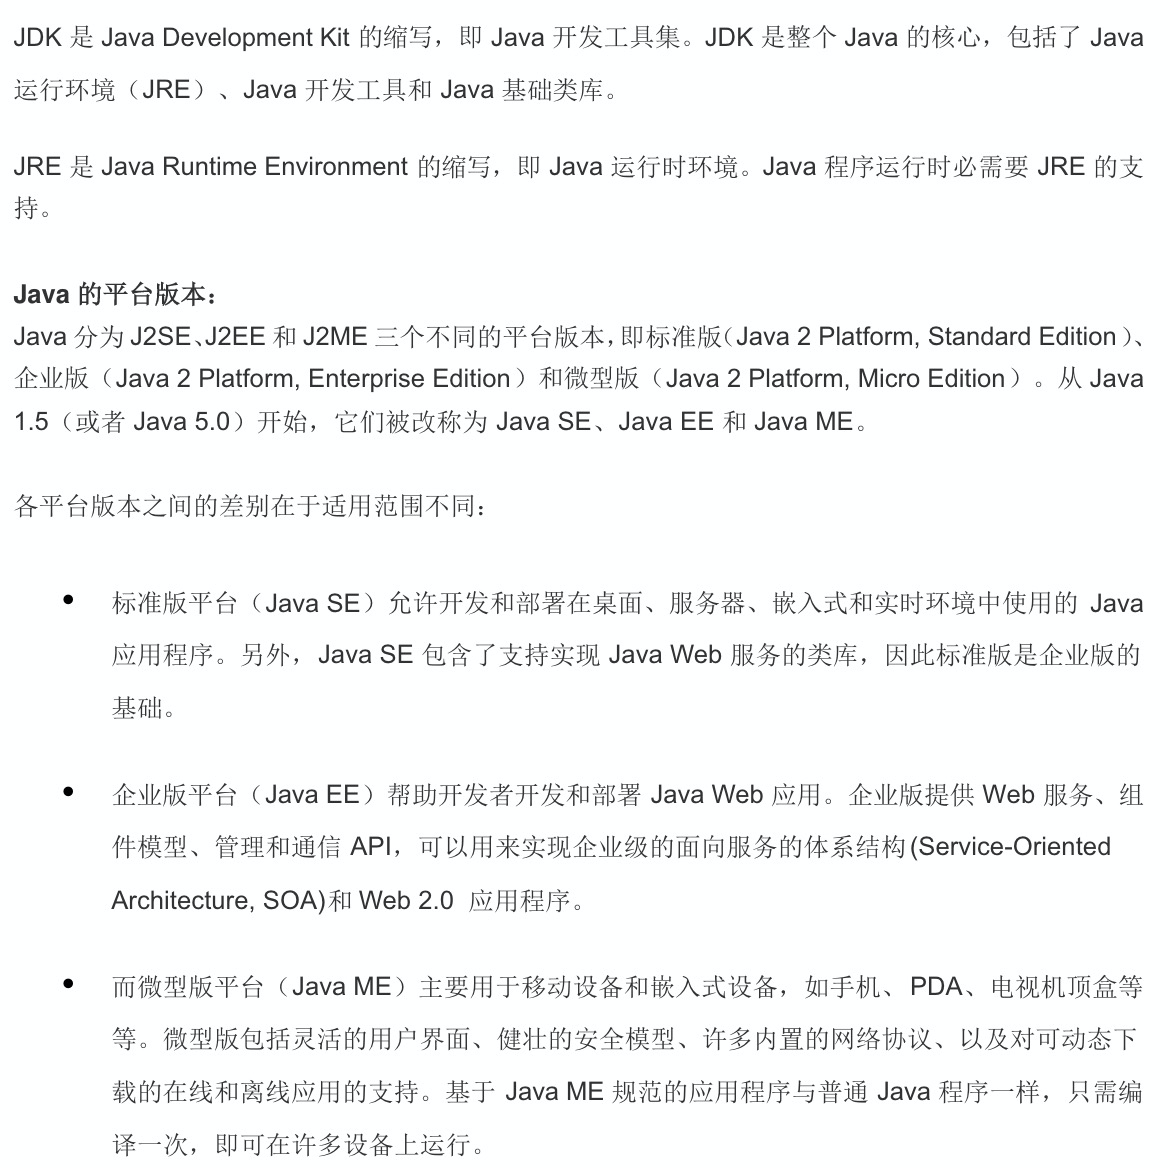 JDK 是 Java Development Kit 的缩写，即 Java 开发工具集。JDK 是整个 Java 的核心，包括了 Java
运行环境（JRE）、Java 开发工具和 Java 基础类库。
JRE 是 Java Runtime Environment 的缩写，即 Java 运行时环境。Java 程序运行时必需要 JRE 的支
持。
Java 的平台版本：
Java 分为 J2SE、J2EE 和 J2ME 三个不同的平台版本，即标准版（Java 2 Platform, Standard Edition）、
企业版（Java 2 Platform, Enterprise Edition）和微型版（Java 2 Platform, Micro Edition）。从 Java
1.5（或者 Java 5.0）开始，它们被改称为 Java SE、Java EE 和 Java ME。
各平台版本之间的差别在于适用范围不同：
● 标准版平台（Java SE）允许开发和部署在桌面、服务器、嵌入式和实时环境中使用的 Java
应用程序。另外，Java SE 包含了支持实现 Java Web 服务的类库，因此标准版是企业版的
基础。
● 企业版平台（Java EE）帮助开发者开发和部署 Java Web 应用。企业版提供 Web 服务、组
件模型、管理和通信 API，可以用来实现企业级的面向服务的体系结构(Service-Oriented
Architecture, SOA)和 Web 2.0 应用程序。
● 而微型版平台（Java ME）主要用于移动设备和嵌入式设备，如手机、PDA、电视机顶盒等
等。微型版包括灵活的用户界面、健壮的安全模型、许多内置的网络协议、以及对可动态下
载的在线和离线应用的支持。基于 Java ME 规范的应用程序与普通 Java 程序一样，只需编
译一次，即可在许多设备上运行。